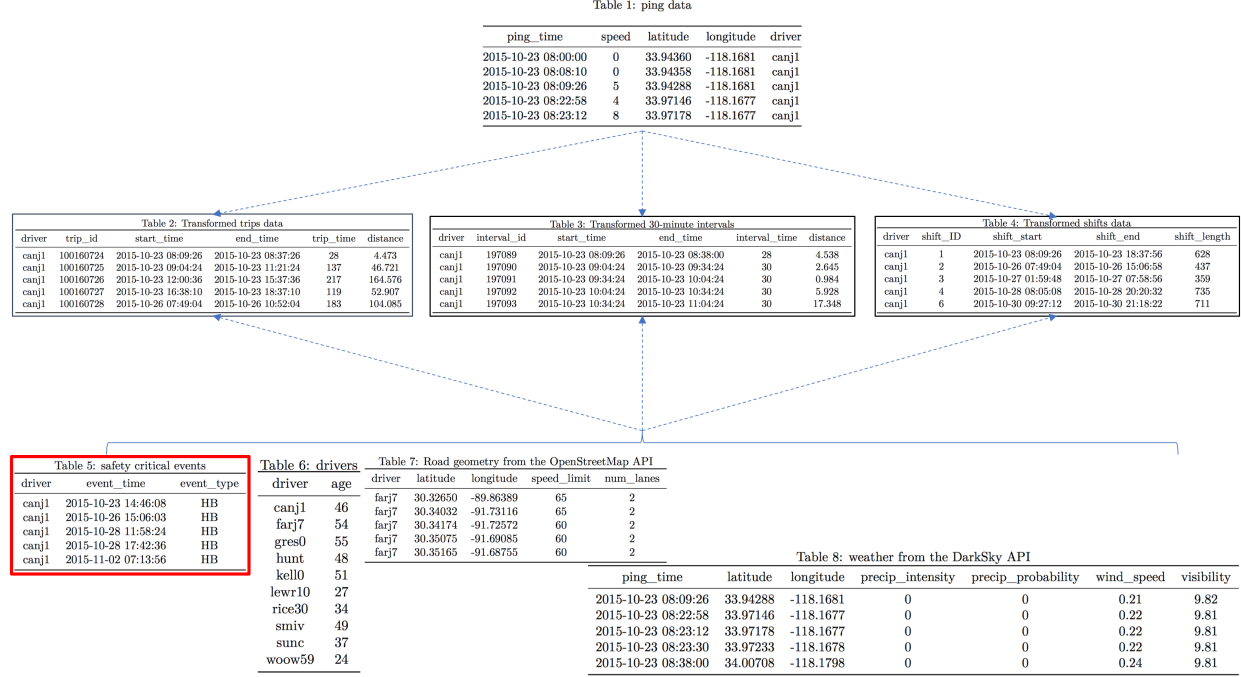 Table 1: ping data
ping_time speed latitude longitude driver
2015-10-23 08:00:00 0 33.94360 -118.1681 canj1
2015-10-23 08:08:10 0 33.94358 -118.1681 canj1
2015-10-23 08:09:26 5 33.94288 -118.1681 canj1
2015-10-23 08:22:58 4 33.97146 -118.1677 canj1
2015-10-23 08:23:12 8 33.97178 -118.1677 canj1
Table 2: Transformed trips data
driver trip_id start_time end_time trip_time distance
canj1 100160724 2015-10-23 08:09:26 2015-10-23 08:37:26 28 4.473
canj1 100160725 2015-10-23 09:04:24 2015-10-23 11:21:24 137 46.721
canj1 100160726 2015-10-23 12:00:36 2015-10-23 15:37:36 217 164.576
canj1 100160727 2015-10-23 16:38:10 2015-10-23 18:37:10 119 52.907
canj1 100160728 2015-10-26 07:49:04 2015-10-26 10:52:04 183 104.085
Table 3: Transformed 30-minute intervals
driver interval_id start_time end_time interval_time distance
canj1 197089 2015-10-23 08:09:26 2015-10-23 08:38:00 28 4.538
canj1 197090 2015-10-23 09:04:24 2015-10-23 09:34:24 30 2.645
canj1 197091 2015-10-23 09:34:24 2015-10-23 10:04:24 30 0.984
canj1 197092 2015-10-23 10:04:24 2015-10-23 10:34:24 30 5.928
canj1 197093 2015-10-23 10:34:24 2015-10-23 11:04:24 30 17.348
Table 4: Transformed shifts data
driver shift_ID shift_start shift_end shift_length
canj1 1 2015-10-23 08:09:26 2015-10-23 18:37:56 628
canj1 2 2015-10-26 07:49:04 2015-10-26 15:06:58 437
canj1 3 2015-10-27 01:59:48 2015-10-27 07:58:56 359
canj1 4 2015-10-28 08:05:08 2015-10-28 20:20:32 735
canj1 6 2015-10-30 09:27:12 2015-10-30 21:18:22 711
Table 5: safety critical events
driver event_time event_type
canj1 2015-10-23 14:46:08 HB
canj1 2015-10-26 15:06:03 HB
canj1 2015-10-28 11:58:24 HB
canj1 2015-10-28 17:42:36 HB
canj1 2015-11-02 07:13:56 HB
Table 6: drivers
driver age
canj1 46
farj7 54
gres0 55
hunt 48
kell0 51
lewr10 27
rice30 34
smiv 49
sunc 37
woow59 24
Table 7: Road geometry from the OpenStreetMap API
driver latitude longitude speed_limit num_lanes
farj7 30.32650 -89.86389 65 2
farj7 30.34032 -91.73116 65 2
farj7 30.34174 -91.72572 60 2
farj7 30.35075 -91.69085 60 2
farj7 30.35165 -91.68755 60 2
Table 8: weather from the DarkSky API
ping_time latitude longitude precip_intensity precip_probability wind_speed visibility
2015-10-23 08:09:26 33.94288 -118.1681 0 0 0.21 9.82
2015-10-23 08:22:58 33.97146 -118.1677 0 0 0.22 9.81
2015-10-23 08:23:12 33.97178 -118.1677 0 0 0.22 9.81
2015-10-23 08:23:30 33.97233 -118.1678 0 0 0.22 9.81
2015-10-23 08:38:00 34.00708 -118.1798 0 0 0.24 9.81